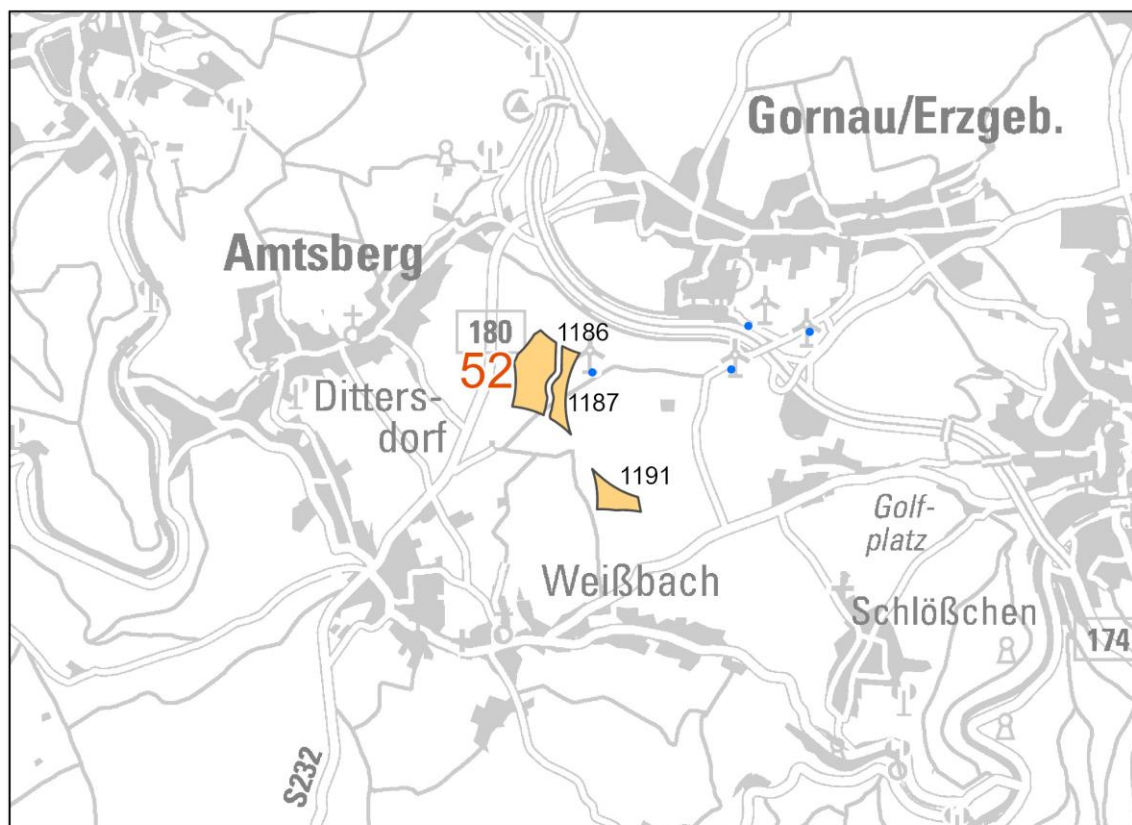 Gornau/Erzgeb.
Amtsberg
180
1186
52
Ditters-
dorf
1187
1191
Golf-
platz
Weißbach
Schlößchen
174
S232